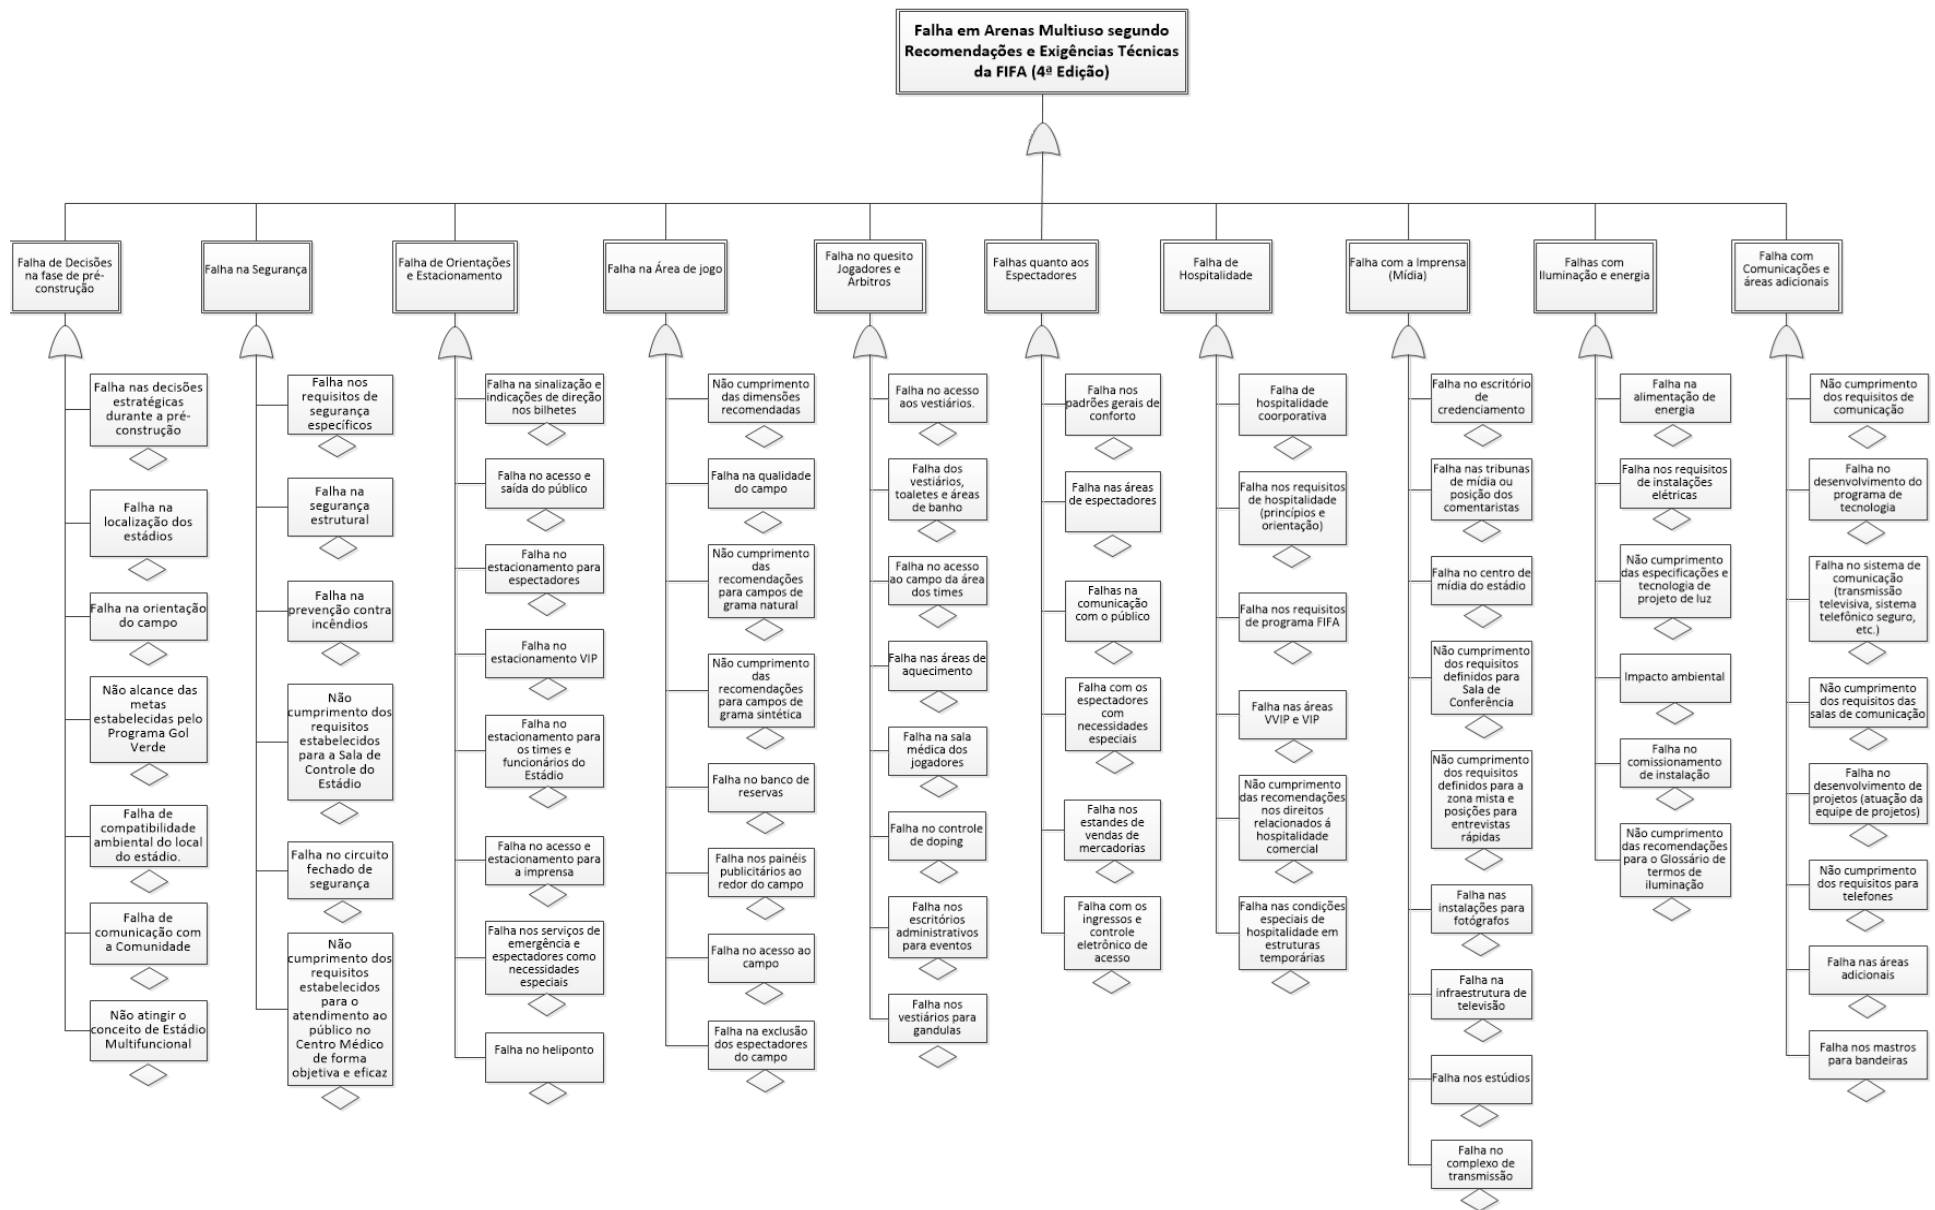 Falha em Arenas Multiuso segundo
Recomendações e Exigências Técnicas
da FIFA (4ª Edição)
Falha de Decisões
na fase de pré-
construção
Falha na Segurança
Falha de Orientações
e Estacionamento
Falha na Área de jogo
Falha no quesito
Jogadores e
Árbitros
Falhas quanto aos
Espectadores
Falha de
Hospitalidade
Falha com a Imprensa
(Mídia)
Falhas com
Iluminação e energia
Falha com
Comunicações e
áreas adicionais
Falha nas decisões
estratégicas
durante a pré-
construção
Falha na
localização dos
estádios
Falha na orientação
do campo
Não alcance das
metas
estabelecidas pelo
Programa Gol
Verde
Falha de
compatibilidade
ambiental do local
do estádio.
Falha de
comunicação com
a Comunidade
Não atingir o
conceito de Estádio
Multifuncional
Falha nos
requisitos de
segurança
específicos
Falha na
segurança
estrutural
Falha na
prevenção contra
incêndios
Não
cumprimento dos
requisitos
estabelecidos
para a Sala de
Controle do
Estádio
Falha no circuito
fechado de
segurança
Não
cumprimento dos
requisitos
estabelecidos
para o
atendimento ao
público no
Centro Médico
de forma
objetiva e eficaz
Falha na sinalização e
indicações de direção
nos bilhetes
Falha no acesso e
saída do público
Falha no
estacionamento para
espectadores
Falha no
estacionamento VIP
Falha no
estacionamento para
os times e
funcionários do
Estádio
Falha no acesso e
estacionamento para
a imprensa
Falha nos serviços de
emergência e
espectadores como
necessidades
especiais
Falha no heliponto
Não cumprimento
das dimensões
recomendadas
Falha na qualidade
do campo
Não cumprimento
das
recomendações
para campos de
grama natural
Não cumprimento
das
recomendações
para campos de
grama sintética
Falha no banco de
reservas
Falha nos painéis
publicitários ao
redor do campo
Falha no acesso ao
campo
Falha na exclusão
dos espectadores
do campo
Falha no acesso
aos vestiários.
Falha dos
vestiários,
toaletes e áreas
de banho
Falha no acesso
ao campo da área
dos times
Falha nas áreas de
aquecimento
Falha na sala
médica dos
jogadores
Falha no controle
de doping
Falha nos
escritórios
administrativos
para eventos
Falha nos
vestiários para
gandulas
Falha nos
padrões gerais de
conforto
Falha nas áreas
de espectadores
Falhas na
comunicação
com o público
Falha com os
espectadores
com
necessidades
especiais
Falha nos
estandes de
vendas de
mercadorias
Falha com os
ingressos e
controle
eletrônico de
acesso
Falha de
hospitalidade
coorporativa
Falha nos requisitos
de hospitalidade
(princípios e
orientação)
Falha nos requisitos
de programa FIFA
Falha nas áreas
VVIP e VIP
Não cumprimento
das recomendações
nos direitos
relacionados á
hospitalidade
comercial
Falha nas condições
especiais de
hospitalidade em
estruturas
temporárias
Falha no escritório
de
credenciamento
Falha nas tribunas
de mídia ou
posição dos
comentaristas
Falha no centro de
mídia do estádio
Não cumprimento
dos requisitos
definidos para
Sala de
Conferência
Não cumprimento
dos requisitos
definidos para a
zona mista e
posições para
entrevistas
rápidas
Falha nas
instalações para
fotógrafos
Falha na
infraestrutura de
televisão
Falha nos estúdios
Falha no
complexo de
transmissão
Falha na
alimentação de
energia
Falha nos requisitos
de instalações
elétricas
Não cumprimento
das especificações e
tecnologia de
projeto de luz
Impacto ambiental
Falha no
comissionamento
de instalação
Não cumprimento
das recomendações
para o Glossário de
termos de
iluminação
Não cumprimento
dos requisitos de
comunicação
Falha no
desenvolvimento do
programa de
tecnologia
Falha no sistema de
comunicação
(transmissão
televisiva, sistema
telefônico seguro,
etc.)
Não cumprimento
dos requisitos das
salas de comunicação
Falha no
desenvolvimento de
projetos (atuação da
equipe de projetos)
Não cumprimento
dos requisitos para
telefones
Falha nas áreas
adicionais
Falha nos mastros
para bandeiras